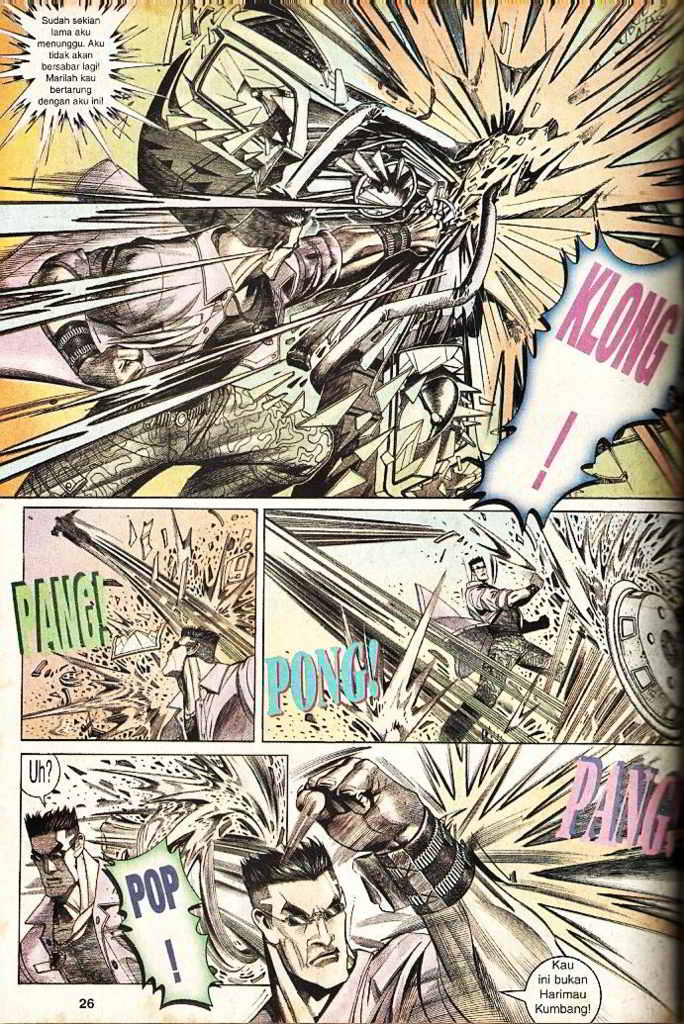 Sudah sekian
lama aku
menunggu. Aku
tidak akan
bersabar lagi!
Marilah kau
bertarung
dengan aku ini!
KLONG
!
PANG!
PONG!
Uh?
POP
!
PANG
Kau
ini bukan
Harimau
Kumbang!
26